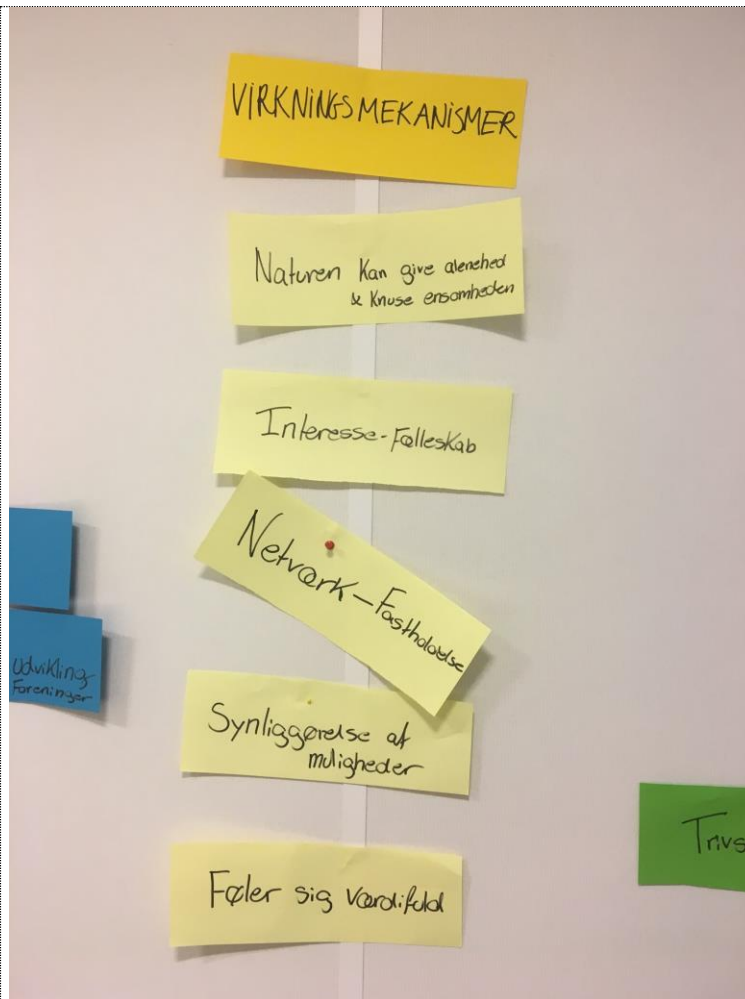 VIRKNINGSMEKANISMER
Naturen kan give alenehed
& knuse ensomheden
Interesse-Fælleskab
Netværk-Fastholdelse
Synliggørelse af
muligheder
Føler sig værdifuld
Udvikling
Foreninger
Trivs